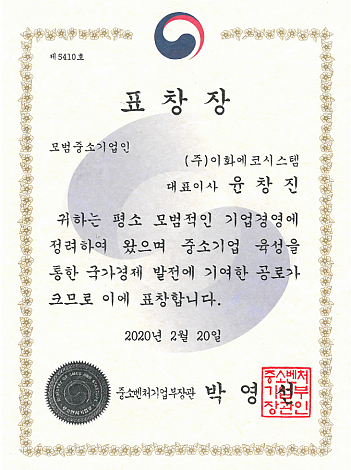 제 5410 호
표 창 장
모범중소기업인
(주)이화에코시스템
대표이사 윤 창 진
귀하는 평소 모범적인 기업경영에
정려하여 왔으며 중소기업 육성을
통한 국가경제 발전에 기여한 공로가
크므로 이에 표창합니다.
2020년 2월 20일
중소벤처기업부장관 박 영 선
중소벤처
기업부
장관인